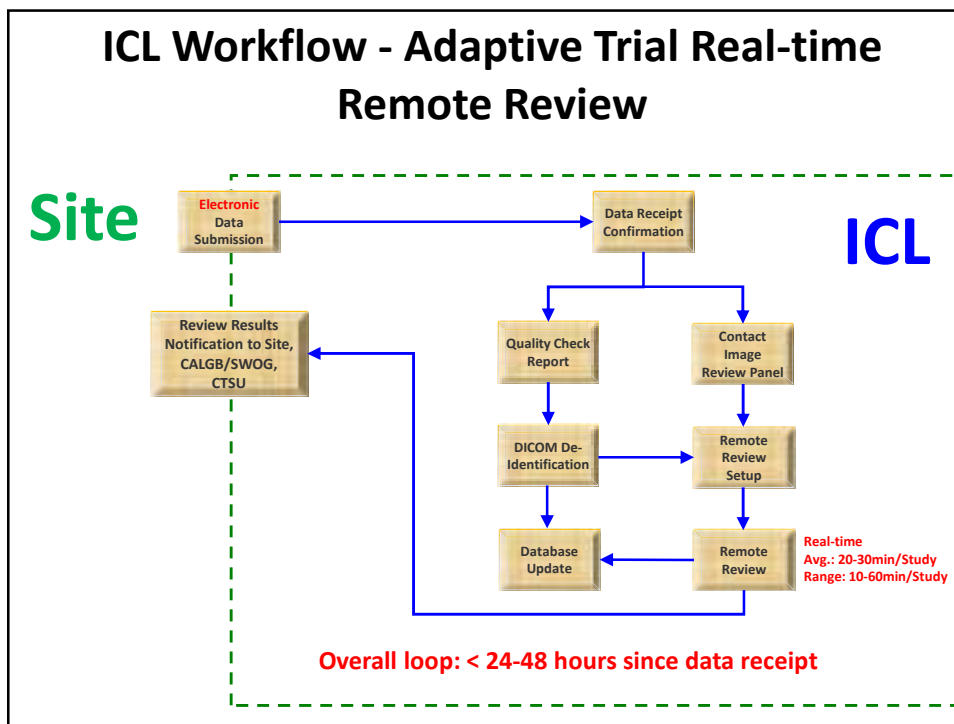 ICL Workflow - Adaptive Trial Real-time
Remote Review
Site
Electronic
Data
Submission
Data Receipt
Confirmation
ICL
Review Results
Notification to Site,
CALGB/SWOG,
CTSU
Quality Check
Report
Contact
Image
Review Panel
DICOM De-
Identification
Remote
Review
Setup
Database
Update
Remote
Review
Real-time
Avg.: 20-30min/Study
Range: 10-60min/Study
Overall loop: < 24-48 hours since data receipt